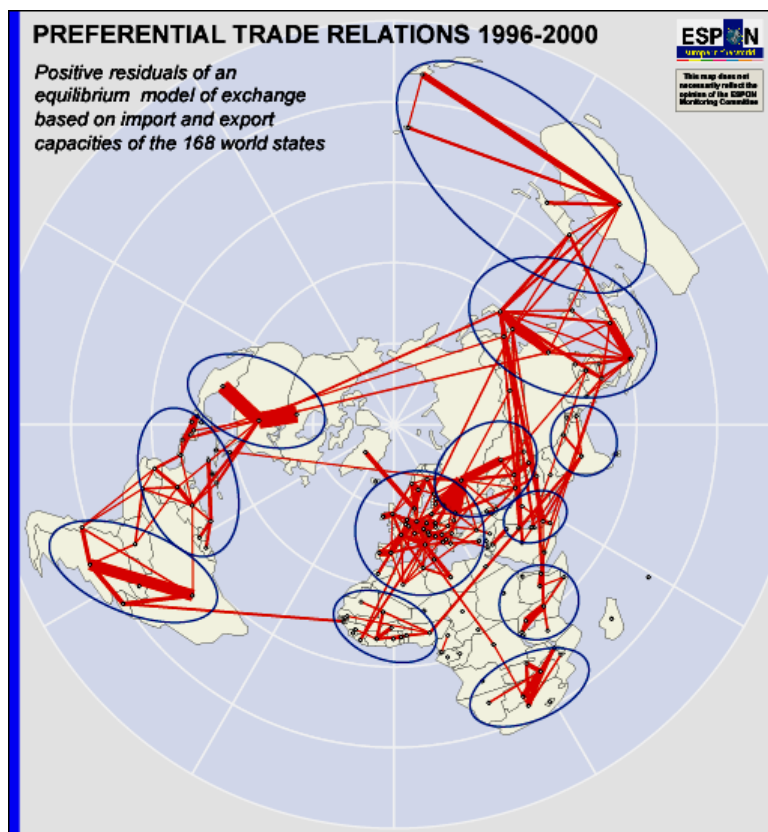 PREFERENTIAL TRADE RELATIONS 1996-2000
Positive residuals of an
equilibrium model of exchange
based on import and export
capacities of the 168 world states
ESPON
This map does not
necessarily reflect the
opinion of the ESPON
Monitoring Committee